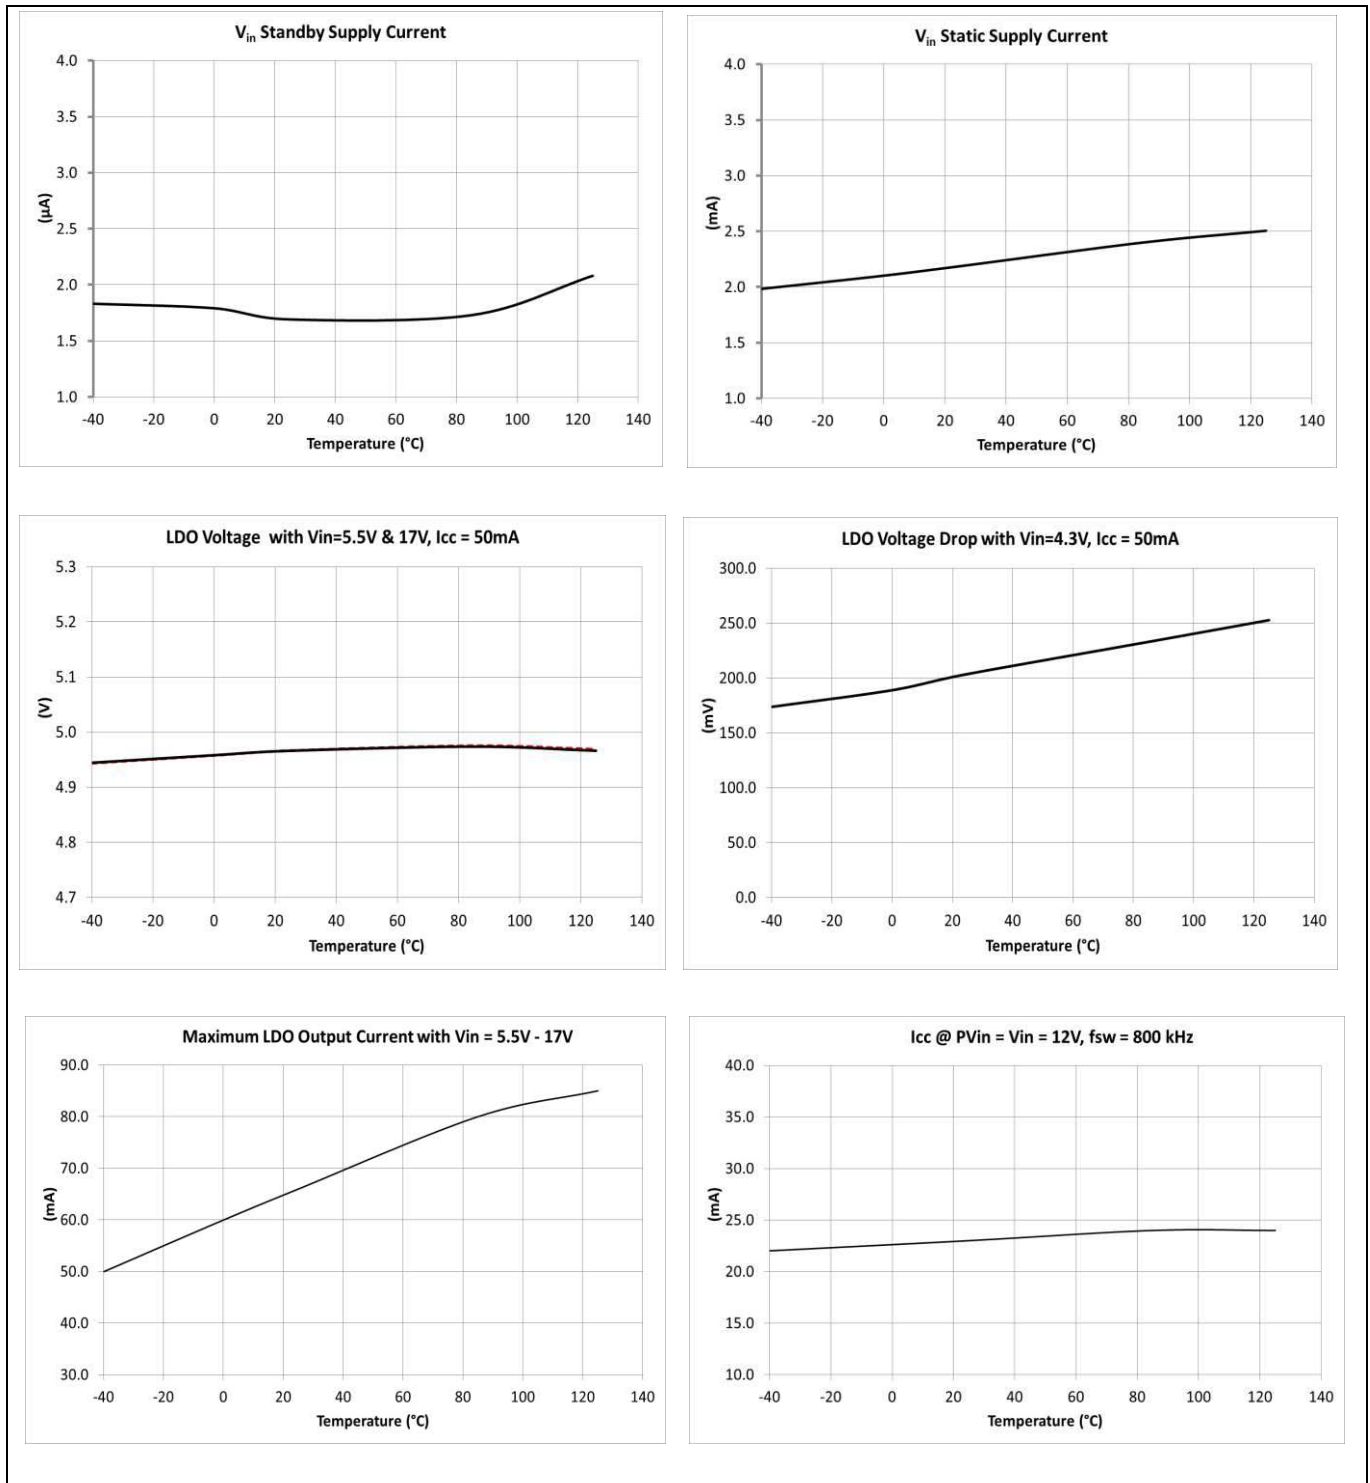 Vin Standby Supply Current
4.0
3.5
3.0
2.5
2.0
1.5
1.0
(µA)
-40 -20 0 20 40 60 80 100 120 140
Temperature (°C)
Vin Static Supply Current
4.0
3.5
3.0
2.5
2.0
1.5
1.0
(mA)
-40 -20 0 20 40 60 80 100 120 140
Temperature (°C)
LDO Voltage with Vin=5.5V & 17V, Icc = 50mA
5.3
5.2
5.1
5.0
4.9
4.8
4.7
(V)
-40 -20 0 20 40 60 80 100 120 140
Temperature (°C)
LDO Voltage Drop with Vin=4.3V, Icc = 50mA
300.0
250.0
200.0
150.0
100.0
50.0
0.0
(mV)
-40 -20 0 20 40 60 80 100 120 140
Temperature (°C)
Maximum LDO Output Current with Vin = 5.5V - 17V
90.0
80.0
70.0
60.0
50.0
40.0
30.0
(mA)
-40 -20 0 20 40 60 80 100 120 140
Temperature (°C)
Icc @ PVin = Vin = 12V, fsw = 800 kHz
40.0
35.0
30.0
25.0
20.0
15.0
10.0
(mA)
-40 -20 0 20 40 60 80 100 120 140
Temperature (°C)